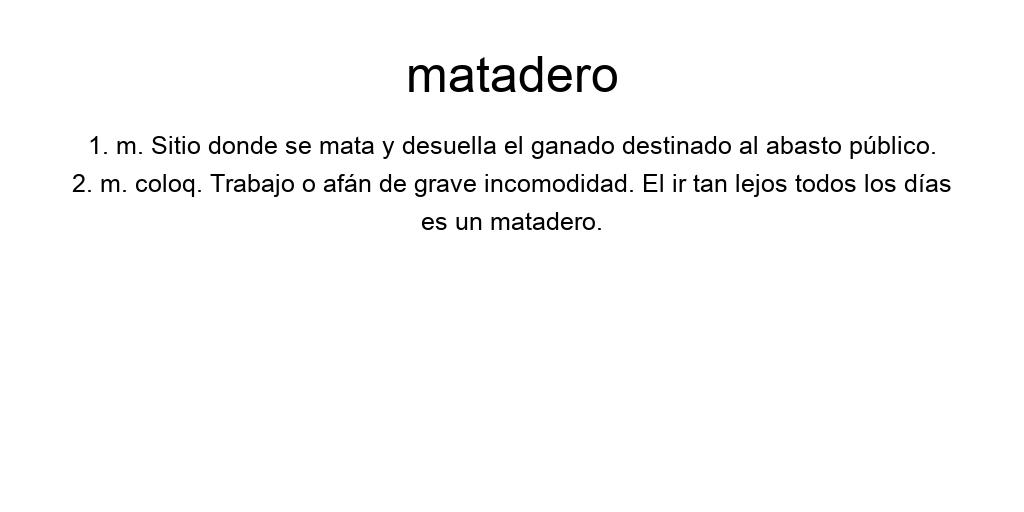 matadero
1. m. Sitio donde se mata y desuella el ganado destinado al abasto público.
2. m. coloq. Trabajo o afán de grave incomodidad. El ir tan lejos todos los días
es un matadero.